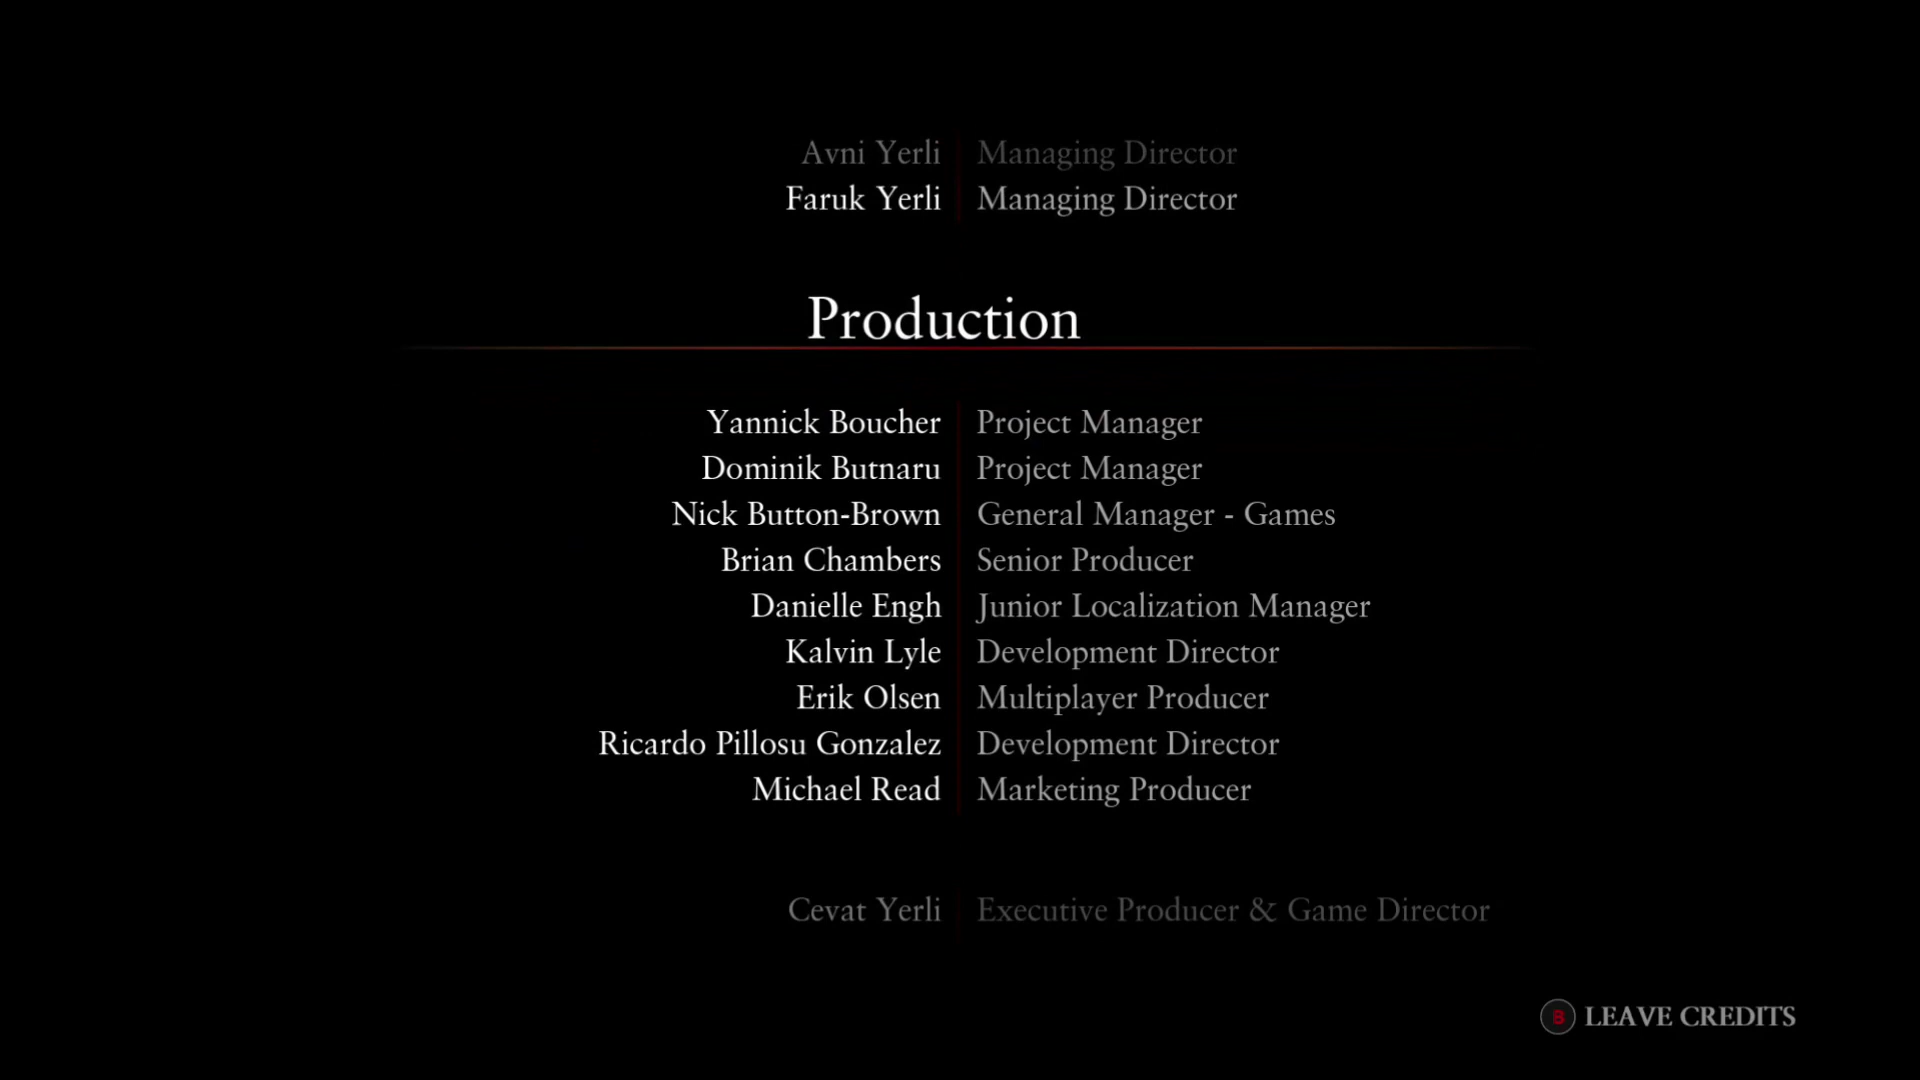 Avni Yerli Managing Director
Faruk Yerli Managing Director
Production
Yannick Boucher Project Manager
Dominik Butnaru Project Manager
Nick Button-Brown General Manager - Games
Brian Chambers Senior Producer
Danielle Engh Junior Localization Manager
Kalvin Lyle Development Director
Erik Olsen Multiplayer Producer
Ricardo Pillosu Gonzalez Development Director
Michael Read Marketing Producer
Cevat Yerli Executive Producer & Game Director
B LEAVE CREDITS